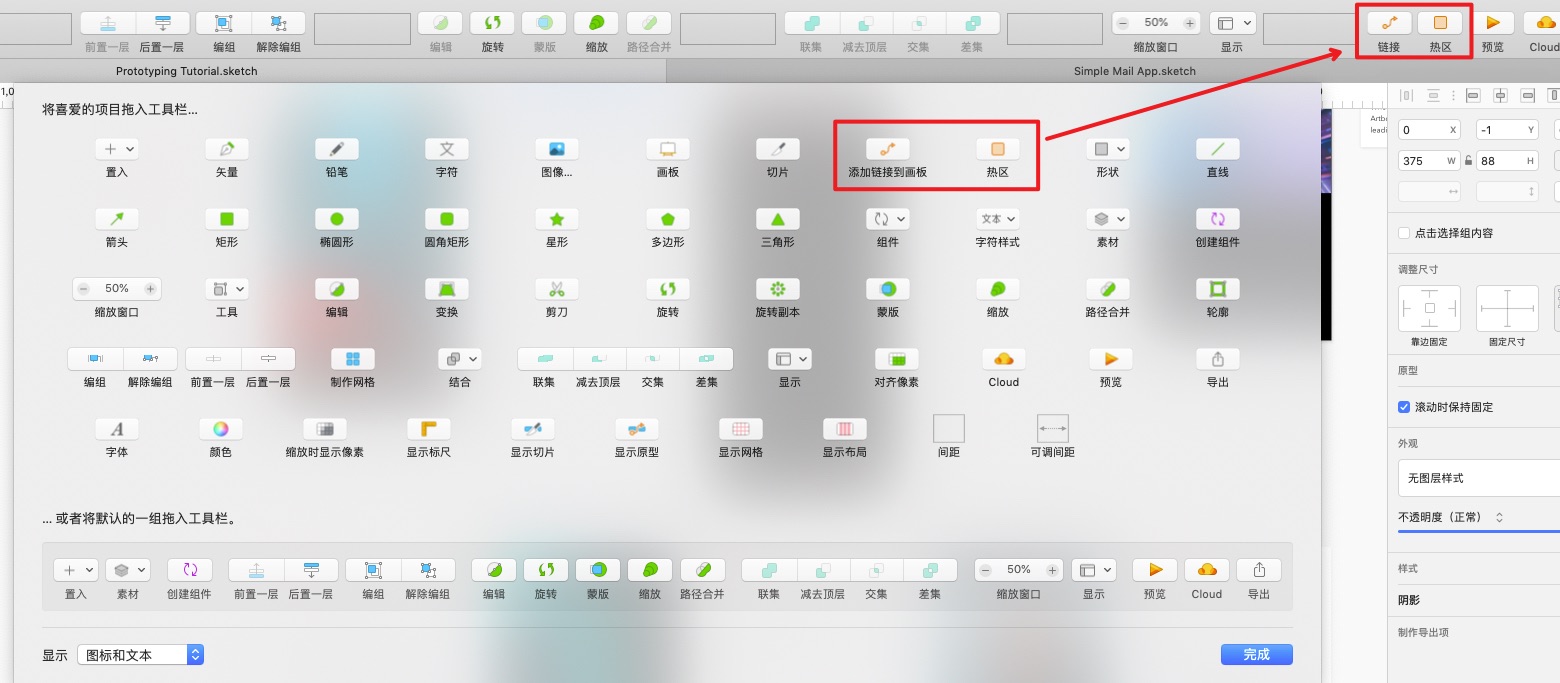 前置一层 后置一层 编组 解除编组 编辑 旋转 蒙版 缩放 路径合并 联集 减去顶层 交集 差集 50% 缩放窗口 显示 链接 热区 预览 Cloud
Prototyping Tutorial.sketch Simple Mail App.sketch
1,0
将喜爱的项目拖入工具栏...
置入 矢量 铅笔 文 字符 图像... 画板 切片 添加链接到画板 热区 形状 直线
箭头 矩形 椭圆形 圆角矩形 星形 多边形 三角形 组件 文本 字符样式 素材 创建组件
50% 缩放窗口 工具 编辑 变换 剪刀 旋转 旋转副本 蒙版 缩放 路径合并 轮廓
编组 解除编组 前置一层 后置一层 制作网格 结合 联集 减去顶层 交集 差集 显示 对齐像素 Cloud 预览 导出
A 字体 颜色 缩放时显示像素 显示标尺 显示切片 显示原型 显示网格 显示布局 间距 可调间距
... 或者将默认的一组拖入工具栏。
置入 素材 创建组件 前置一层 后置一层 编组 解除编组 编辑 旋转 蒙版 缩放 路径合并 联集 减去顶层 交集 差集 50% 缩放窗口 显示 预览 Cloud 导出
显示 图标和文本 完成
Artb
leadi
0 X -1 Y
375 W 88 H
点击选择组内容
调整尺寸
靠边固定 固定尺寸
原型
滚动时保持固定
外观
无图层样式
不透明度（正常）
样式
阴影
制作导出项